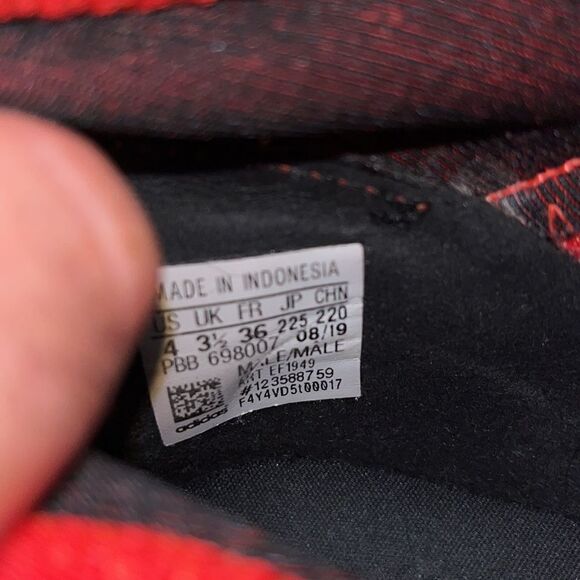 MADE IN INDONESIA
US UK FR JP CHN
4 3½ 36 225 220
PBB 698007 08/19
MALE/MÂLE
ART EF1949
#123588759
F4Y4VD5t00017
adidas